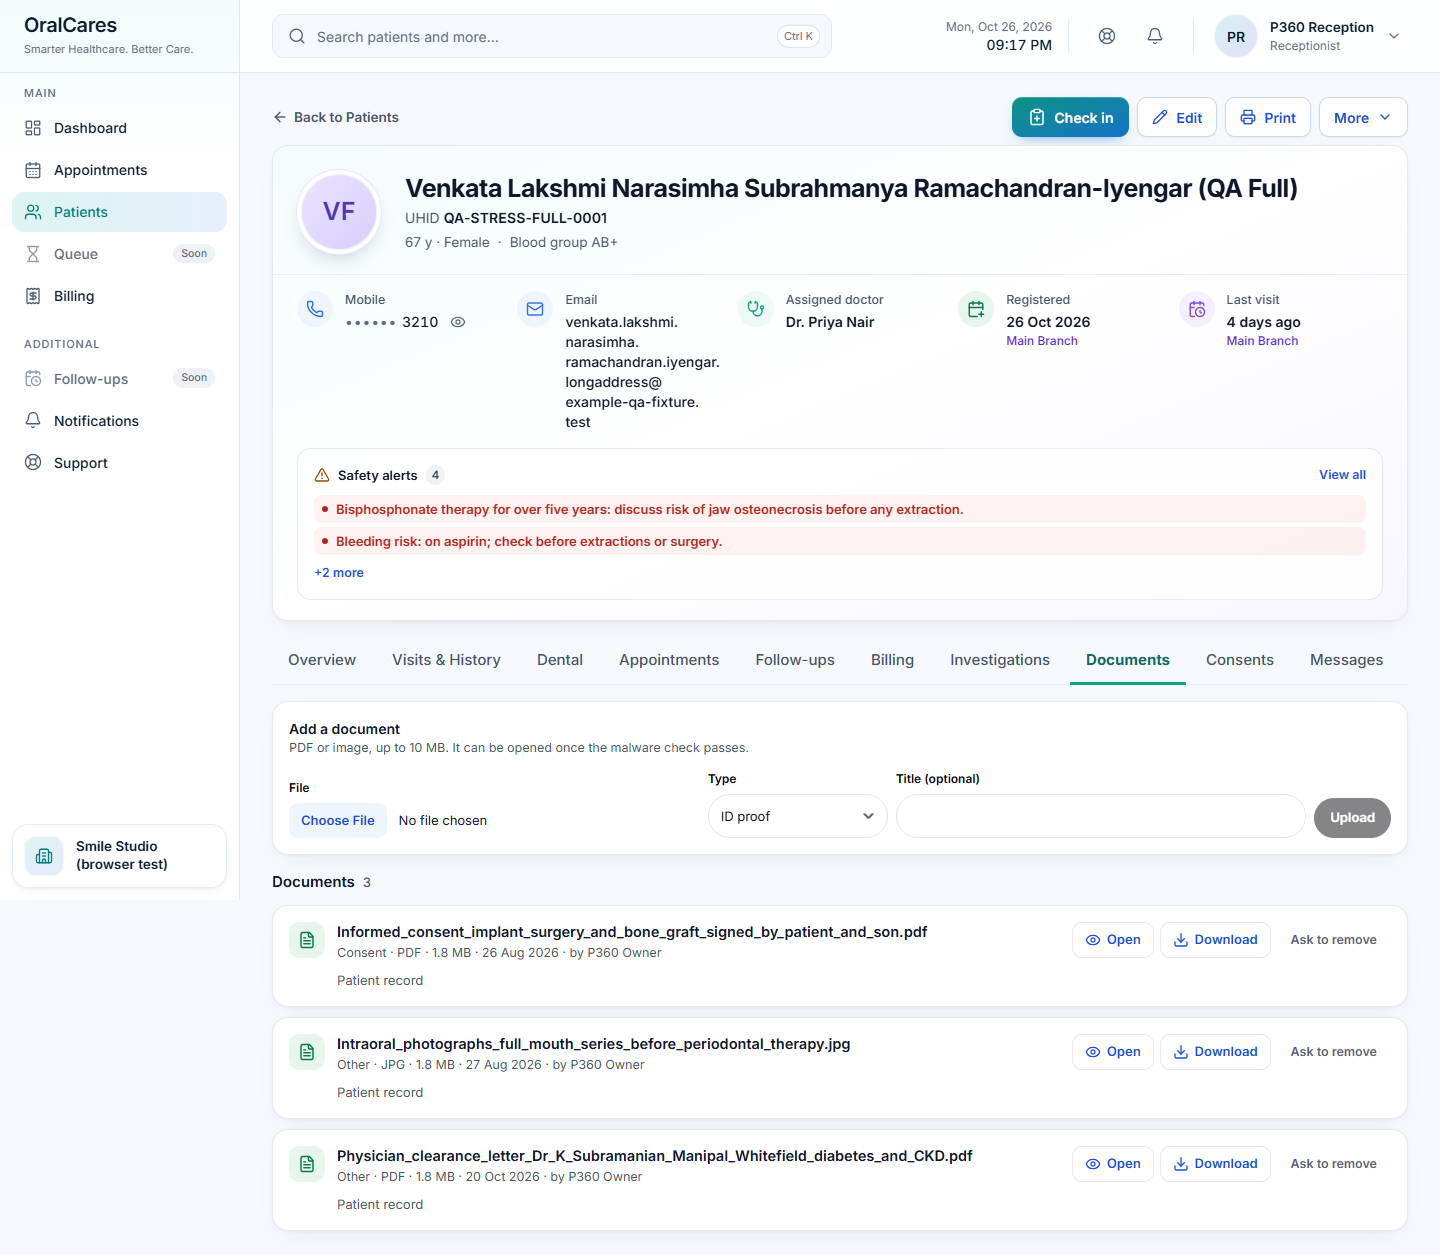 OralCares
Smarter Healthcare. Better Care.
MAIN
Dashboard
Appointments
Patients
Queue
Soon
Billing
ADDITIONAL
Follow-ups
Soon
Notifications
Support
Smile Studio
(browser test)
Search patients and more...
Ctrl K
Mon, Oct 26, 2026
09:17 PM
PR
P360 Reception
Receptionist
Back to Patients
Check in
Edit
Print
More
VF
Venkata Lakshmi Narasimha Subrahmanya Ramachandran-Iyengar (QA Full)
UHID QA-STRESS-FULL-0001
67 y · Female · Blood group AB+
Mobile
•••••• 3210
Email
venkata.lakshmi.
narasimha.
ramachandran.iyengar.
longaddress@
example-qa-fixture.
test
Assigned doctor
Dr. Priya Nair
Registered
26 Oct 2026
Main Branch
Last visit
4 days ago
Main Branch
Safety alerts 4
View all
Bisphosphonate therapy for over five years: discuss risk of jaw osteonecrosis before any extraction.
Bleeding risk: on aspirin; check before extractions or surgery.
+2 more
Overview
Visits & History
Dental
Appointments
Follow-ups
Billing
Investigations
Documents
Consents
Messages
Add a document
PDF or image, up to 10 MB. It can be opened once the malware check passes.
File
Choose File No file chosen
Type
ID proof
Title (optional)
Upload
Documents 3
Informed_consent_implant_surgery_and_bone_graft_signed_by_patient_and_son.pdf
Consent · PDF · 1.8 MB · 26 Aug 2026 · by P360 Owner
Patient record
Open
Download
Ask to remove
Intraoral_photographs_full_mouth_series_before_periodontal_therapy.jpg
Other · JPG · 1.8 MB · 27 Aug 2026 · by P360 Owner
Patient record
Open
Download
Ask to remove
Physician_clearance_letter_Dr_K_Subramanian_Manipal_Whitefield_diabetes_and_CKD.pdf
Other · PDF · 1.8 MB · 20 Oct 2026 · by P360 Owner
Patient record
Open
Download
Ask to remove